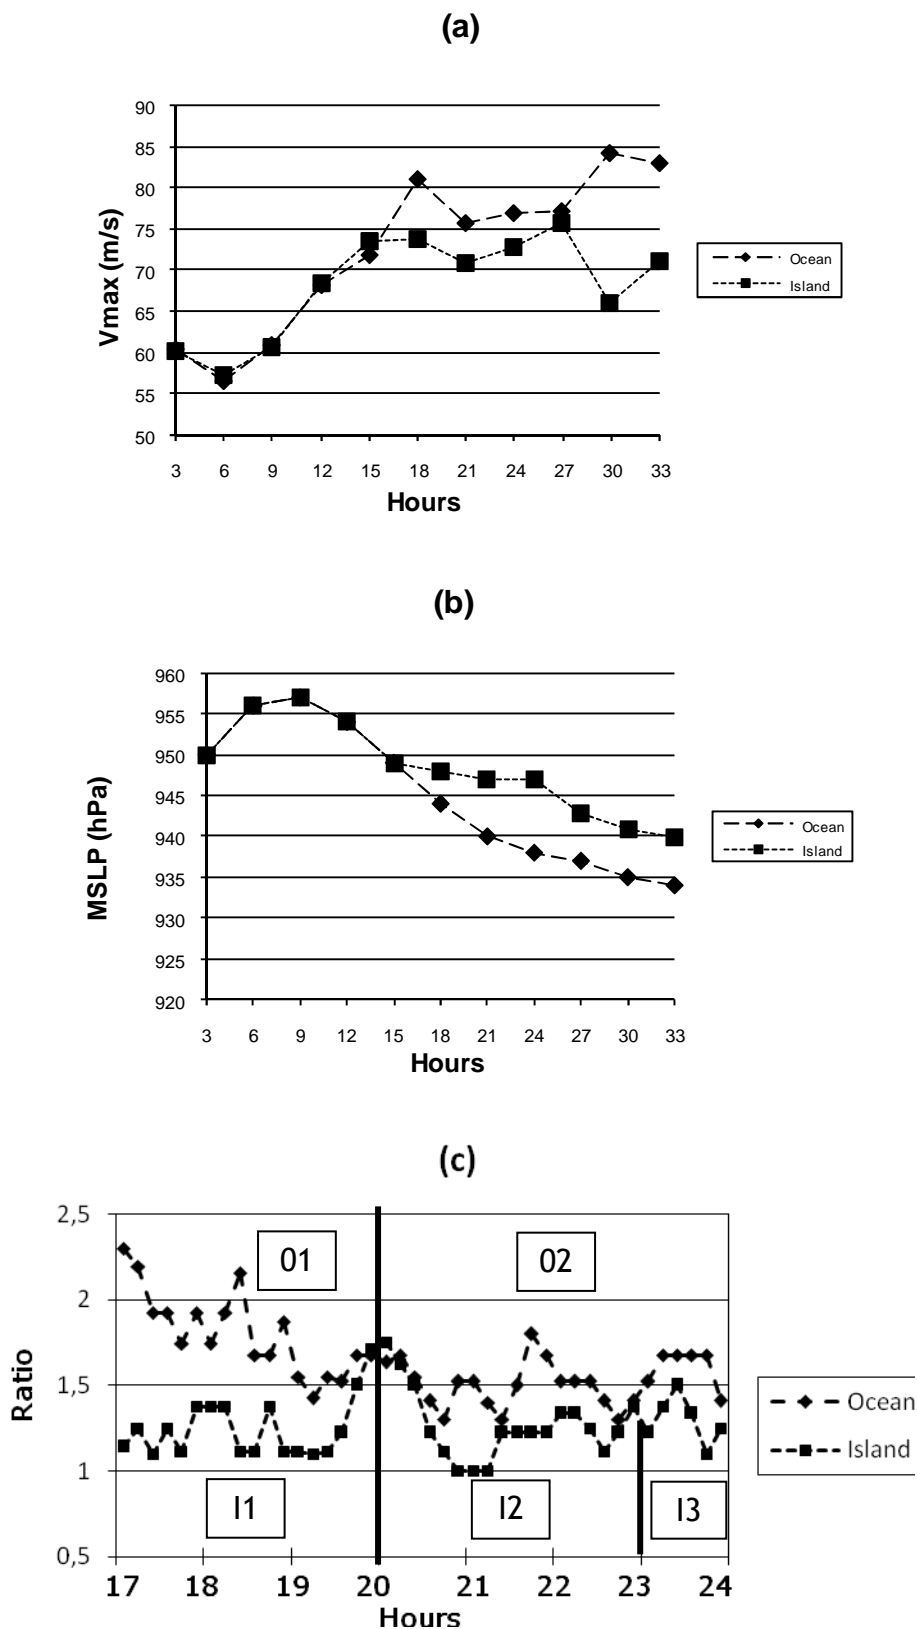 (a)
90
85
80
75
70
65
60
55
50
Vmax (m/s)
3 6 9 12 15 18 21 24 27 30 33
Hours
Ocean
Island
(b)
960
955
950
945
940
935
930
925
920
MSLP (hPa)
3 6 9 12 15 18 21 24 27 30 33
Hours
Ocean
Island
(c)
2,5
2
1,5
1
0,5
Ratio
O1
O2
I1
I2
I3
17 18 19 20 21 22 23 24
Hours
Ocean
Island